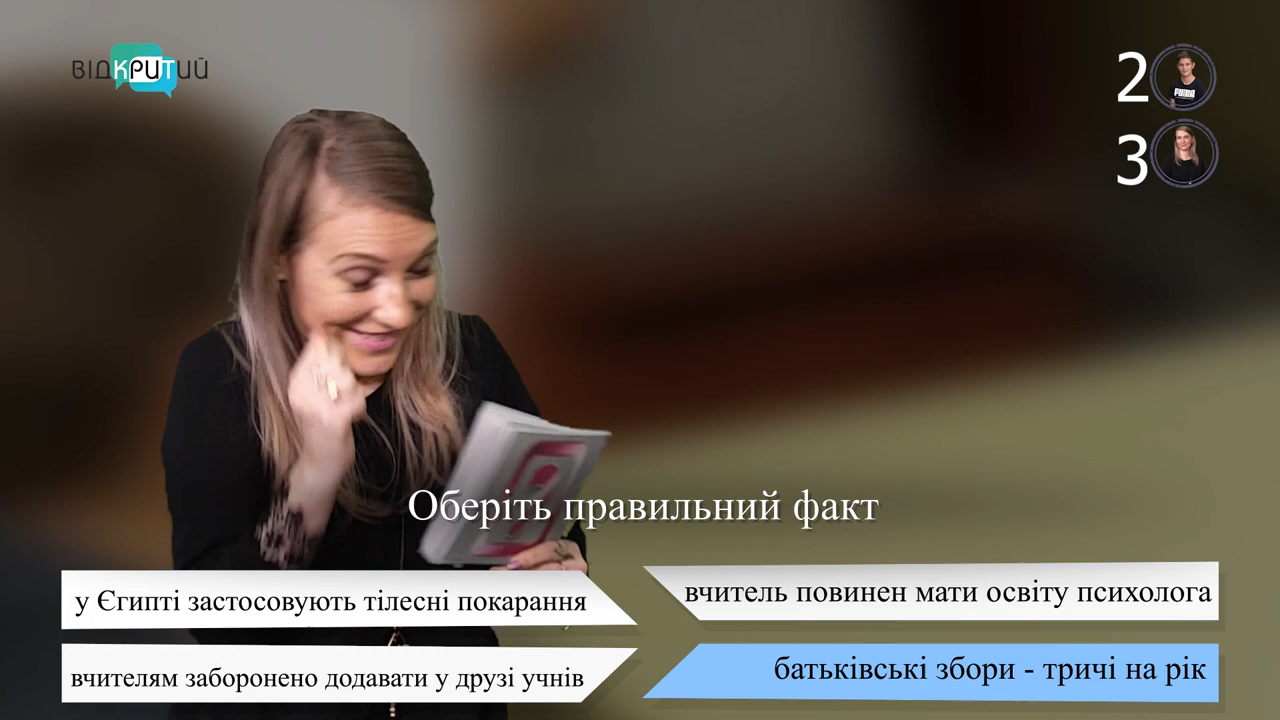 ВІДКРИТИЙ
2
3
Оберіть правильний факт
у Єгипті застосовують тілесні покарання
вчитель повинен мати освіту психолога
вчителям заборонено додавати у друзі учнів
батьківські збори - тричі на рік